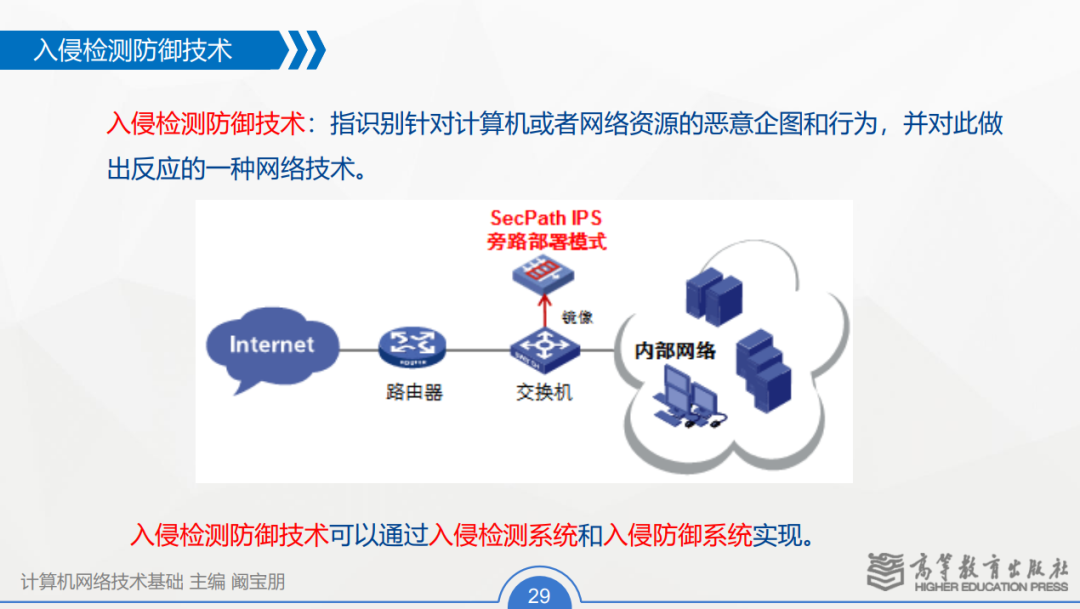 入侵检测防御技术
入侵检测防御技术：指识别针对计算机或者网络资源的恶意企图和行为，并对此做
出反应的一种网络技术。
SecPath IPS
旁路部署模式
镜像
Internet
内部网络
路由器
交换机
入侵检测防御技术可以通过入侵检测系统和入侵防御系统实现。
计算机网络技术基础 主编 阚宝朋
29
高等教育出版社
HIGHER EDUCATION PRESS